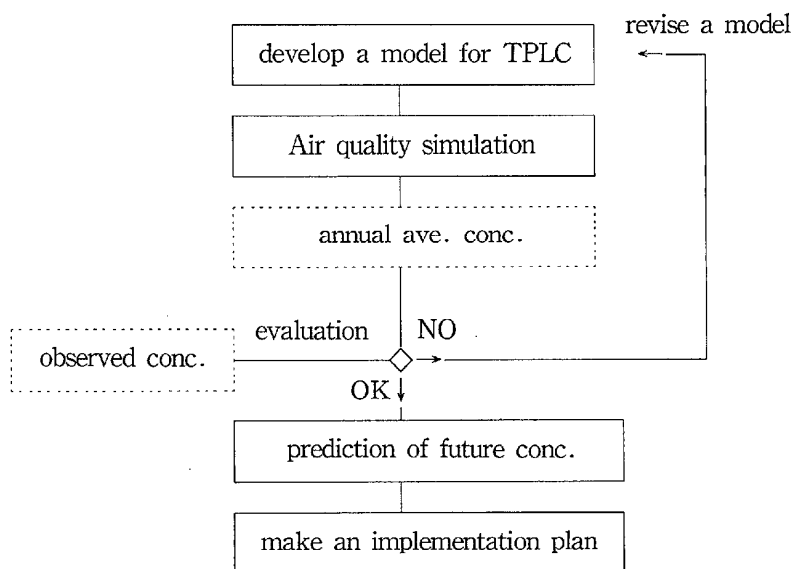 revise a model
develop a model for TPLC
Air quality simulation
annual ave. conc.
evaluation
NO
observed conc.
OK
prediction of future conc.
make an implementation plan